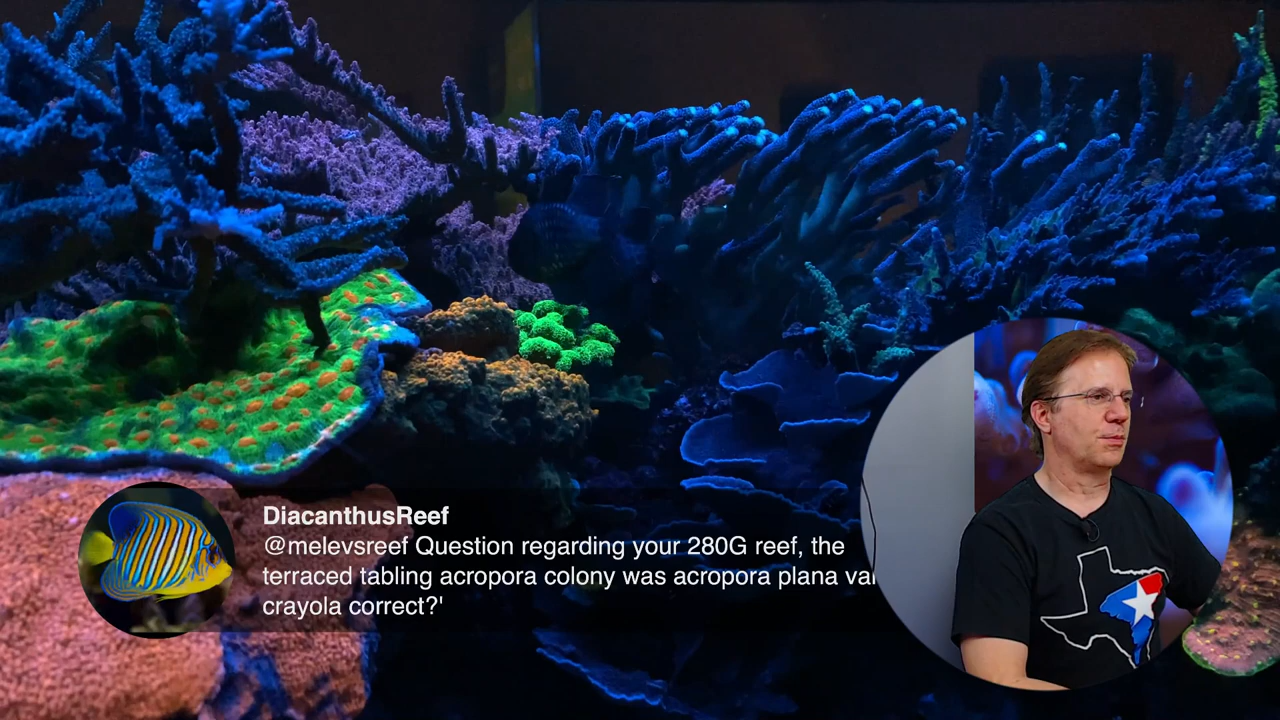 DiacanthusReef
@melevsreef Question regarding your 280G reef, the
terraced tabling acropora colony was acropora plana
crayola correct?'